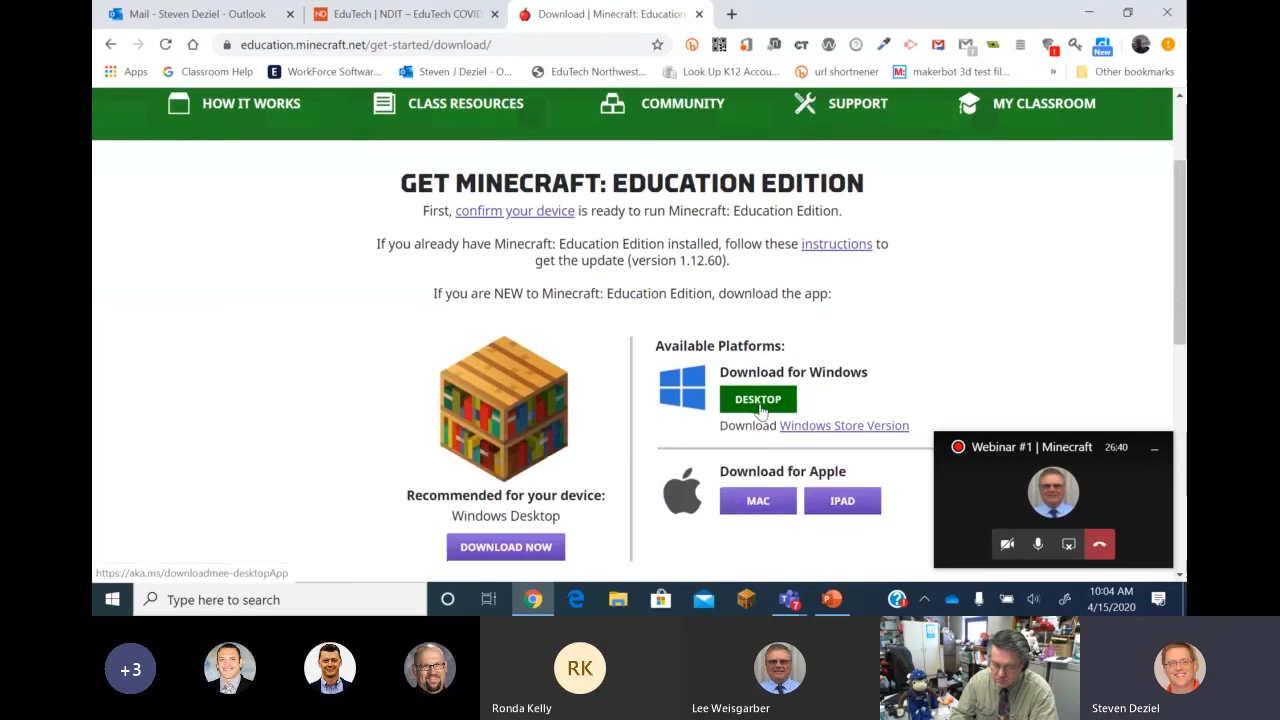 Mail - Steven Deziel - Outlook
EduTech | NDIT – EduTech COVID
Download | Minecraft: Education
education.minecraft.net/get-started/download/
New
Apps
Classroom Help
WorkForce Softwar...
Steven J Deziel - O...
EduTech Northwest...
Look Up K12 Accou...
url shortnener
makerbot 3d test fil...
»
Other bookmarks
HOW IT WORKS
CLASS RESOURCES
COMMUNITY
SUPPORT
MY CLASSROOM
GET MINECRAFT: EDUCATION EDITION
First, confirm your device is ready to run Minecraft: Education Edition.
If you already have Minecraft: Education Edition installed, follow these instructions to
get the update (version 1.12.60).
If you are NEW to Minecraft: Education Edition, download the app:
Recommended for your device:
Windows Desktop
DOWNLOAD NOW
Available Platforms:
Download for Windows
DESKTOP
Download Windows Store Version
Download for Apple
MAC
IPAD
Webinar #1 | Minecraft
26:40
https://aka.ms/downloadmee-desktopApp
Type here to search
10:04 AM
4/15/2020
+3
RK
Ronda Kelly
Lee Weisgarber
Steven Deziel